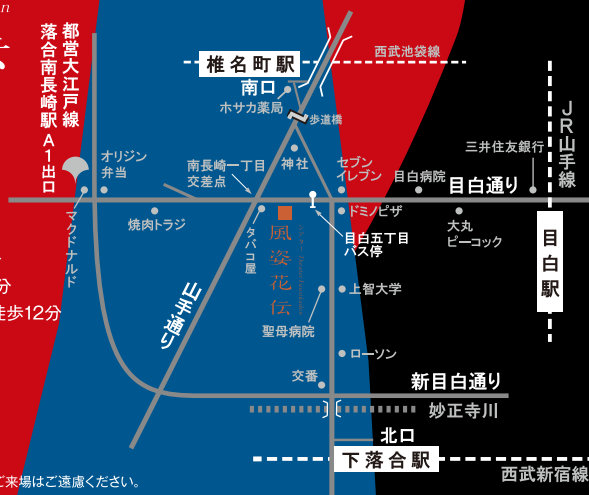 都営大江戸線
落合南長崎駅A1出口
椎名町駅
西武池袋線
南口
ホサカ薬局
歩道橋
JR山手線
オリジン
弁当
南長崎一丁目
交差点
神社
セブン
イレブン
目白病院
三井住友銀行
目白通り
マクドナルド
焼肉トラジ
タバコ屋
ドミノピザ
大丸
ピーコック
目白五丁目
バス停
風姿花伝
目白駅
山手通り
上智大学
聖母病院
分
徒歩12分
ローソン
交番
新目白通り
妙正寺川
北口
下落合駅
西武新宿線
ご来場はご遠慮ください。